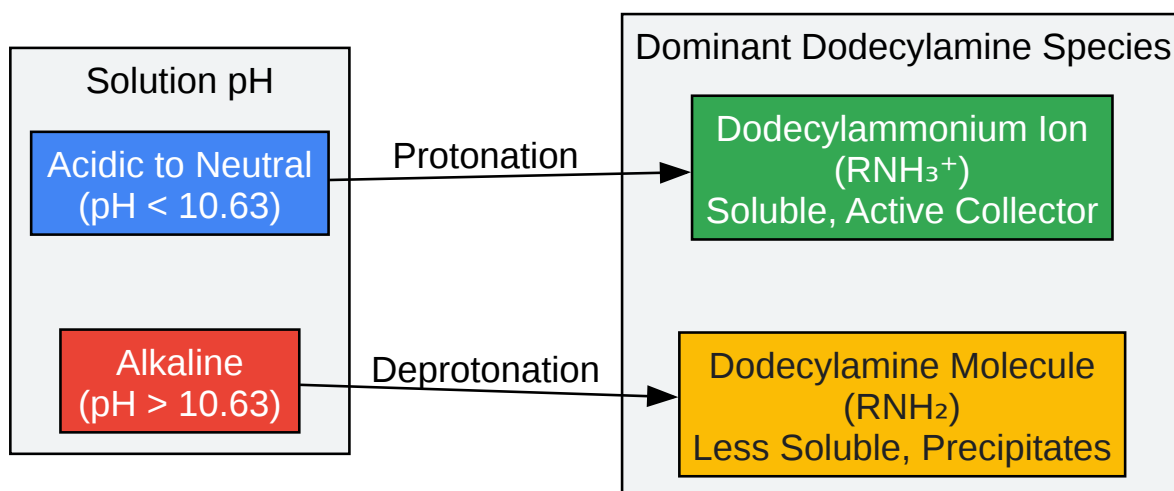 Solution pH
Acidic to Neutral
(pH < 10.63)
Alkaline
(pH > 10.63)
Protonation
Deprotonation
Dominant Dodecylamine Species
Dodecylammonium Ion
(RNH₃⁺)
Soluble, Active Collector
Dodecylamine Molecule
(RNH₂)
Less Soluble, Precipitates